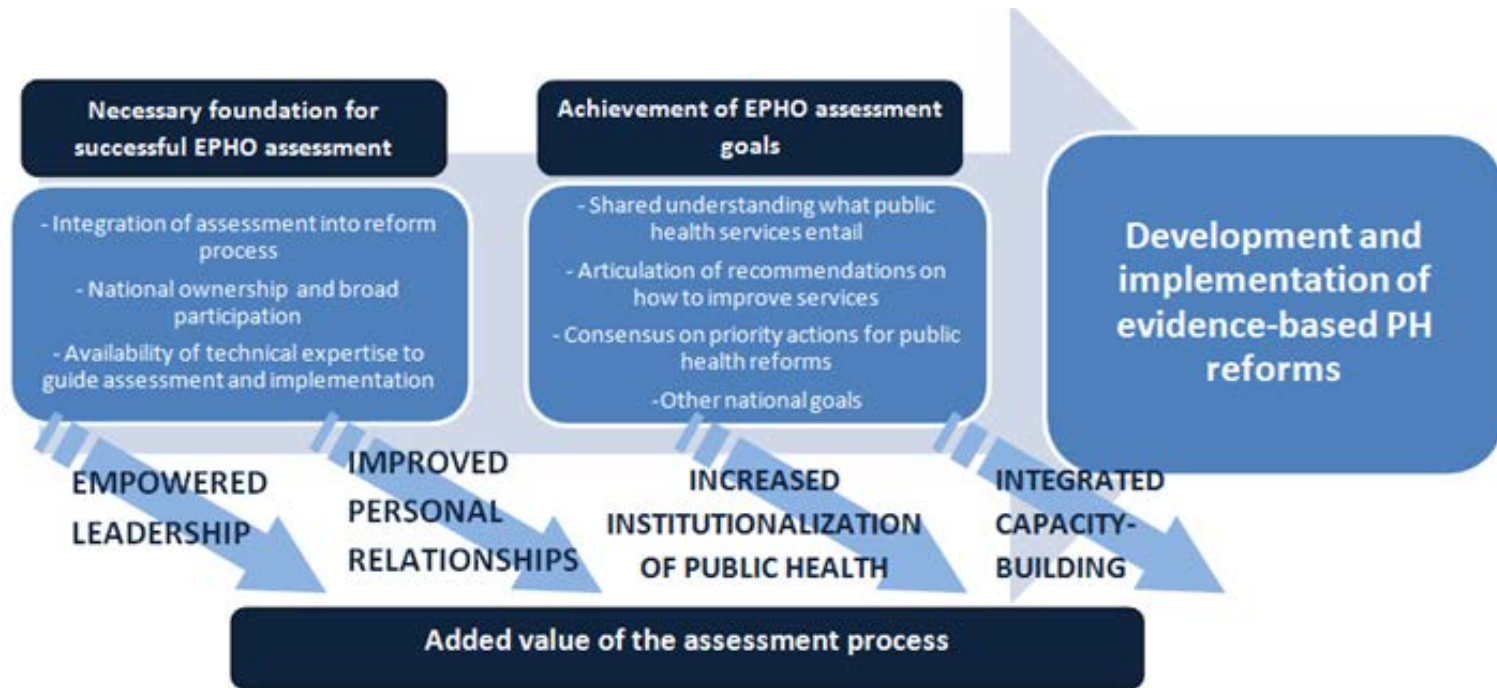 Necessary foundation for
successful EPHO assessment
- Integration of assessment into reform
process
- National ownership and broad
participation
- Availability of technical expertise to
guide assessment and implementation
Achievement of EPHO assessment
goals
- Shared understanding what public
health services entail
- Articulation of recommendations on
how to improve services
- Consensus on priority actions for public
health reforms
-Other national goals
Development and
implementation of
evidence-based PH
reforms
EMPOWERED
LEADERSHIP
IMPROVED
PERSONAL
RELATIONSHIPS
INCREASED
INSTITUTIONALIZATION
OF PUBLIC HEALTH
INTEGRATED
CAPACITY-
BUILDING
Added value of the assessment process